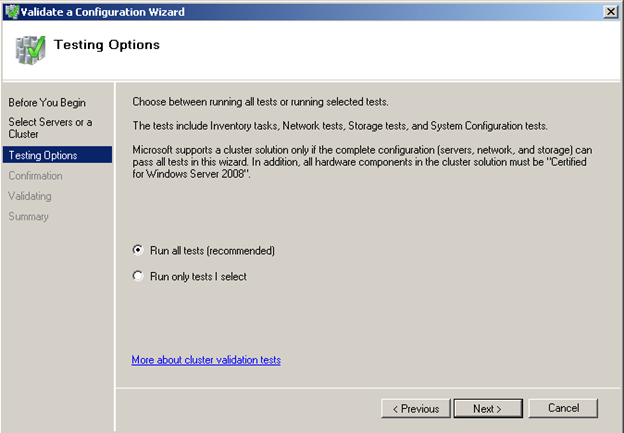 Validate a Configuration Wizard
Testing Options
Before You Begin
Select Servers or a
Cluster
Testing Options
Confirmation
Validating
Summary
Choose between running all tests or running selected tests.
The tests include Inventory tasks, Network tests, Storage tests, and System Configuration tests.
Microsoft supports a cluster solution only if the complete configuration (servers, network, and storage) can
pass all tests in this wizard. In addition, all hardware components in the cluster solution must be "Certified
for Windows Server 2008".
Run all tests (recommended)
Run only tests I select
More about cluster validation tests
< Previous
Next >
Cancel